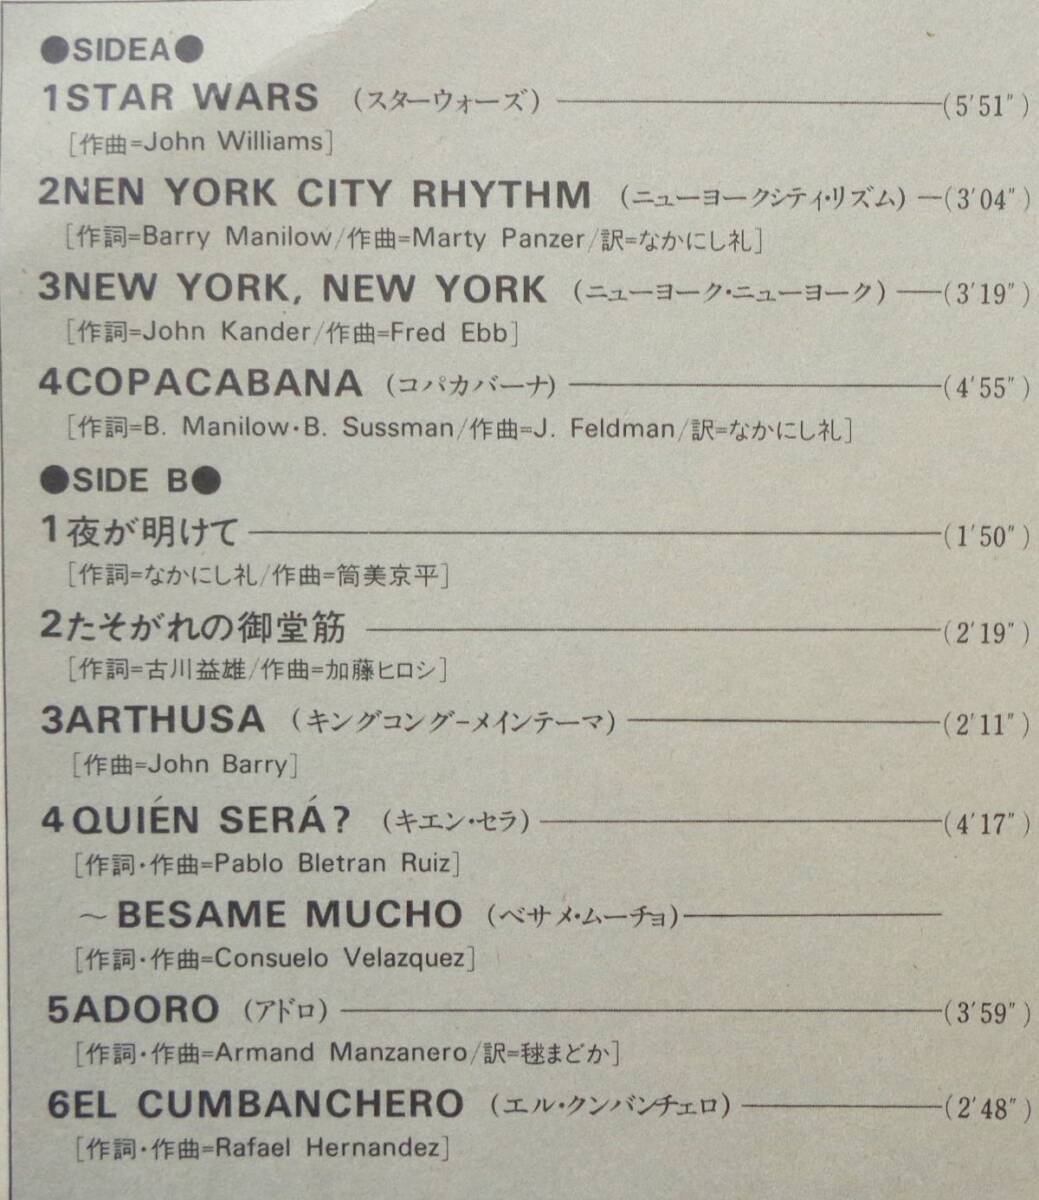 ●SIDEA●
1STAR WARS (スターウォーズ) (5'51")
[作曲=John Williams]
2NEN YORK CITY RHYTHM (ニューヨークシティ・リズム) (3'04")
[作詞=Barry Manilow/作曲=Marty Panzer/訳=なかにし礼]
3NEW YORK, NEW YORK (ニューヨーク・ニューヨーク) (3'19")
[作詞=John Kander/作曲=Fred Ebb]
4COPACABANA (コパカバーナ) (4'55")
[作詞=B. Manilow・B. Sussman/作曲=J. Feldman/訳=なかにし礼]
●SIDE B●
1夜が明けて (1'50")
[作詞=なかにし礼/作曲=筒美京平]
2たそがれの御堂筋 (2'19")
[作詞=古川益雄/作曲=加藤ヒロシ]
3ARTHUSA (キングコング-メインテーマ) (2'11")
[作曲=John Barry]
4QUIÉN SERÁ? (キエン・セラ) (4'17")
[作詞・作曲=Pablo Bletran Ruiz]
～BESAME MUCHO (ベサメ・ムーチョ)
[作詞・作曲=Consuelo Velazquez]
5ADORO (アドロ) (3'59")
[作詞・作曲=Armand Manzanero/訳=毬まどか]
6EL CUMBANCHERO (エル・クンバンチェロ) (2'48")
[作詞・作曲=Rafael Hernandez]